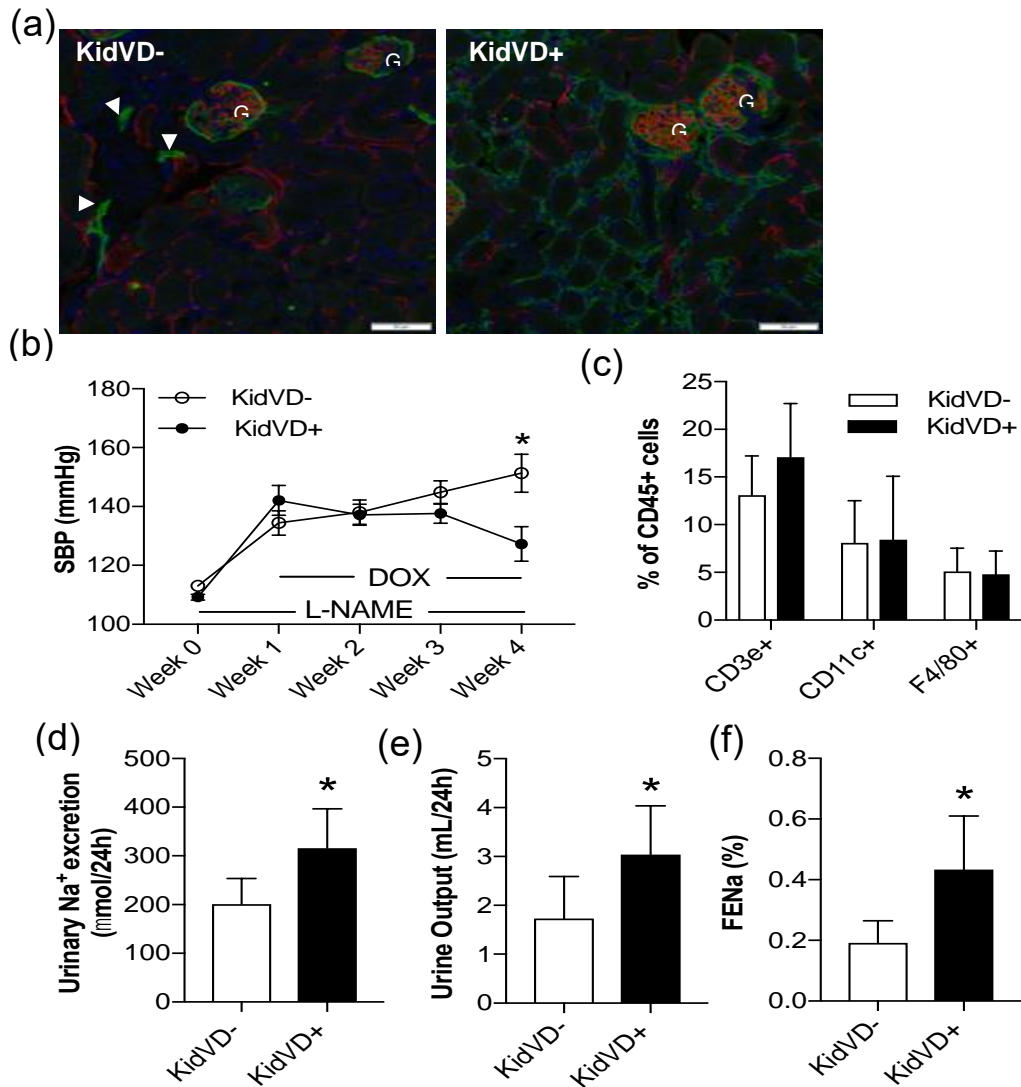 (a)
KidVD-
G
G
KidVD+
G
G
(b)
180
160
140
120
100
SBP (mmHg)
KidVD-
KidVD+
*
DOX
L-NAME
Week 0
Week 1
Week 2
Week 3
Week 4
(c)
25
20
15
10
5
0
% of CD45+ cells
KidVD-
KidVD+
CD3e+
CD11c+
F4/80+
(d)
500
400
300
200
100
0
Urinary Na⁺ excretion
(mmol/24h)
*
KidVD-
KidVD+
(e)
5
4
3
2
1
0
Urine Output (mL/24h)
*
KidVD-
KidVD+
(f)
0.8
0.6
0.4
0.2
0.0
FENa (%)
*
KidVD-
KidVD+